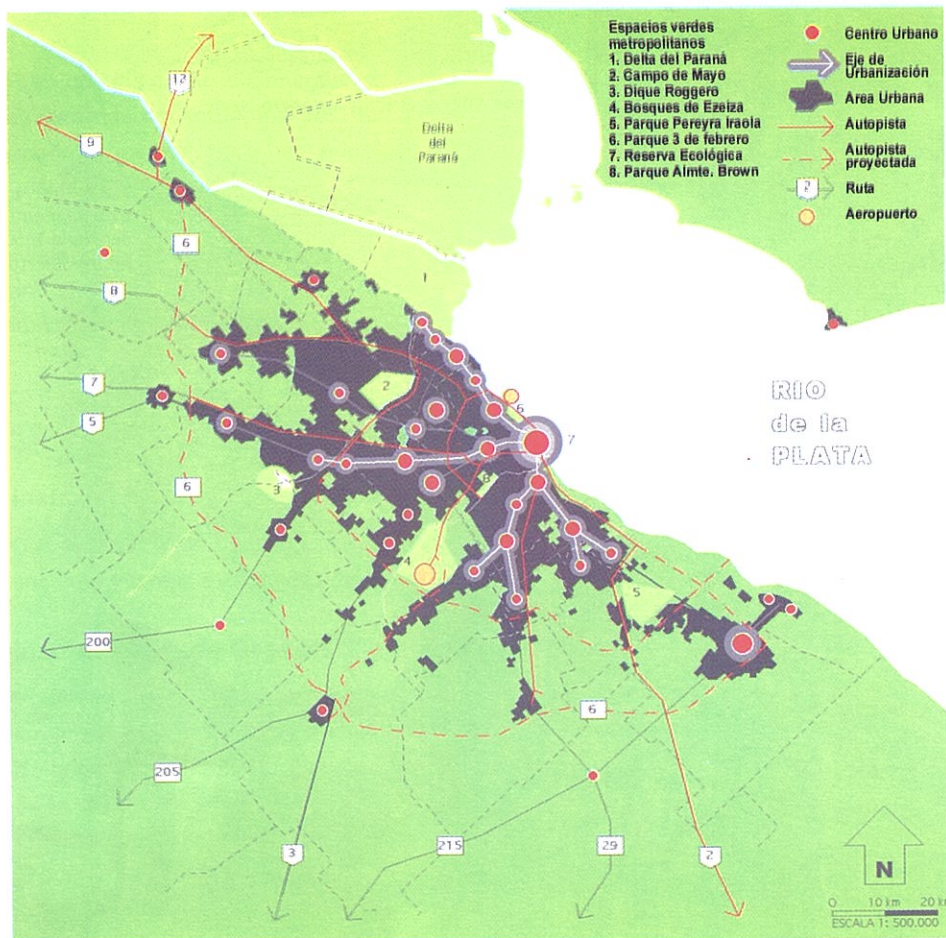 Espacios verdes
metropolitanos
1. Delta del Paraná
2. Campo de Mayo
3. Dique Roggero
4. Bosques de Ezeiza
5. Parque Pereyra Iraola
6. Parque 3 de febrero
7. Reserva Ecológica
8. Parque Almte. Brown
Centro Urbano
Eje de
Urbanización
Area Urbana
Autopista
Autopista
proyectada
2
Ruta
Aeropuerto
12
9
Delta
del
Paraná
6
8
1
7
5
2
6
7
RIO
de la
PLATA
6
3
8
4
5
200
6
205
3
215
29
2
N
0 10 km 20 km
ESCALA 1: 500.000